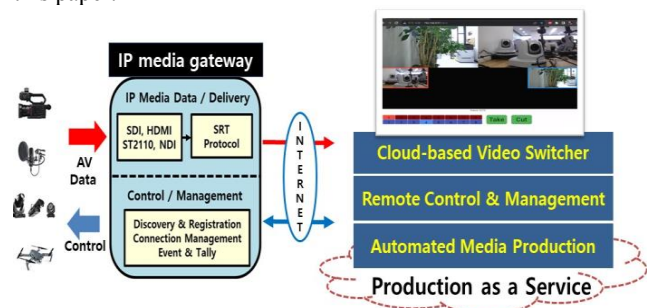 IP media gateway
IP Media Data / Delivery
SDI, HDMI
ST2110, NDI
SRT
Protocol
AV
Data
Control / Management
Discovery & Registration
Connection Management
Event & Tally
Control
INTERNET
Take
Cut
Cloud-based Video Switcher
Remote Control & Management
Automated Media Production
Production as a Service